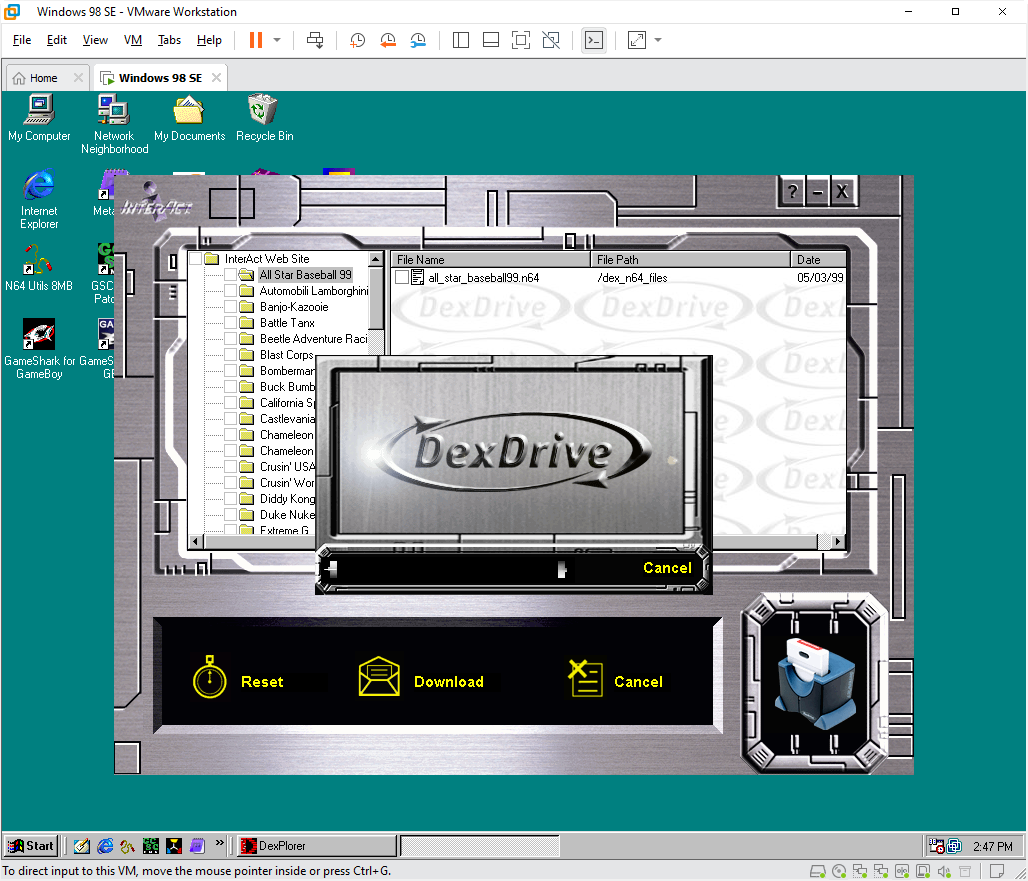 Windows 98 SE - VMware Workstation
File Edit View VM Tabs Help
Home Windows 98 SE
My Computer
Network Neighborhood
My Documents
Recycle Bin
Internet Explorer
Meta
N64 Utils 8MB
GSC
Patc
GameShark for GameBoy
GameS
GB
INTERACT
? – X
InterAct Web Site
All Star Baseball 99
Automobili Lamborghini
Banjo-Kazooie
Battle Tanx
Beetle Adventure Raci
Blast Corps
Bomberman
Buck Bumb
California Sp
Castlevania
Chameleon
Chameleon
Crusin' USA
Crusin' Wor
Diddy Kong
Duke Nuke
Extreme G
File Name File Path Date
all_star_baseball99.n64 /dex_n64_files 05/03/99
DexDrive DexDrive Dex
DexDrive
Cancel
Reset Download Cancel
Start » DexPlorer 2:47 PM
To direct input to this VM, move the mouse pointer inside or press Ctrl+G.